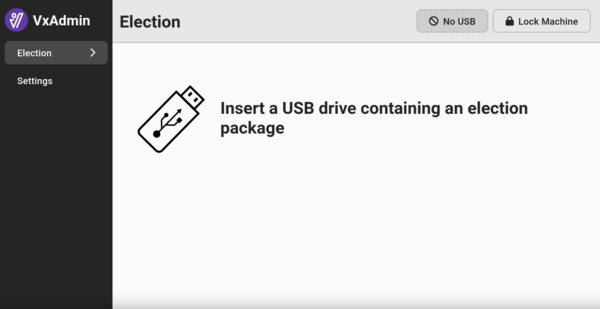 VxAdmin
Election
No USB
Lock Machine
Election
Settings
Insert a USB drive containing an election
package